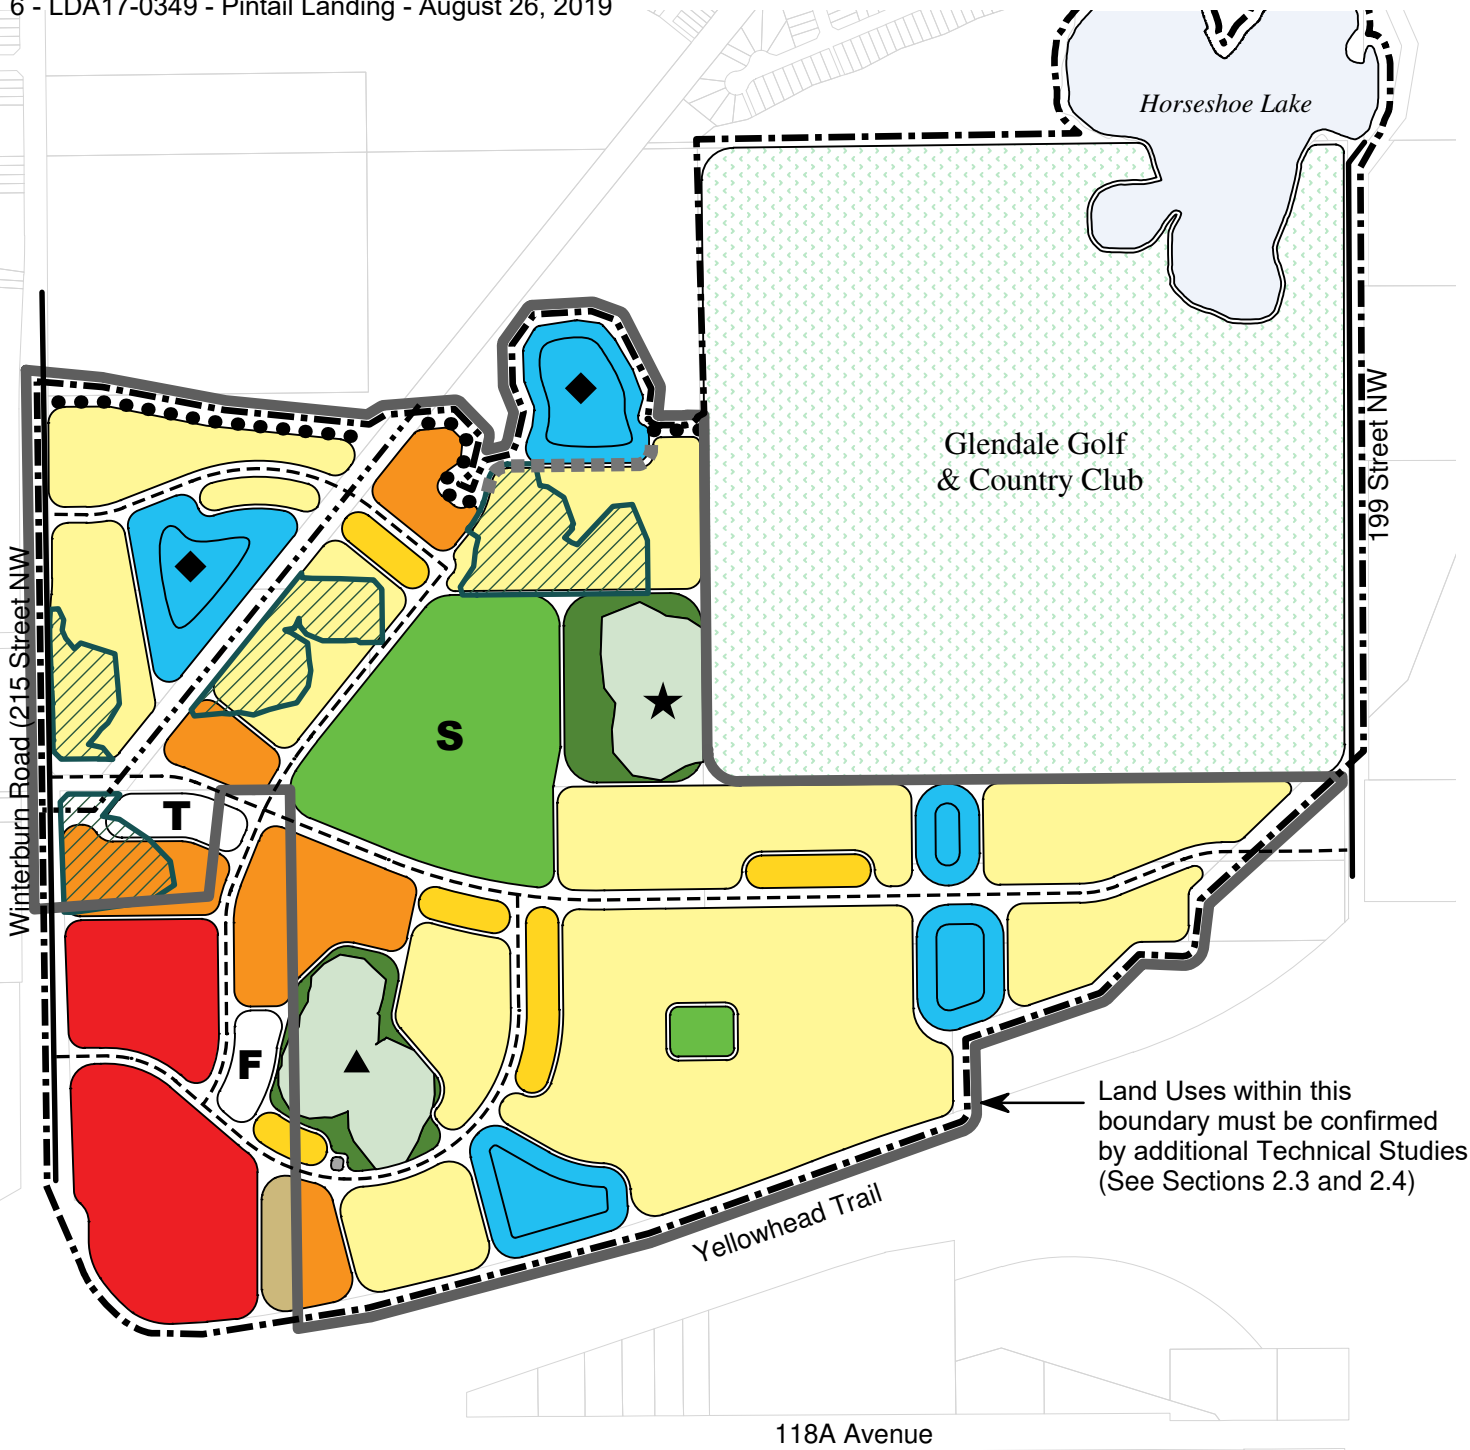 6 - LDA17-0349 - Pintail Landing - August 26, 2019
Horseshoe Lake
199 Street NW
Glendale Golf
& Country Club
Winterburn Road (215 Street NW
S
T
F
Land Uses within this
boundary must be confirmed
by additional Technical Studies
(See Sections 2.3 and 2.4)
Yellowhead Trail
118A Avenue